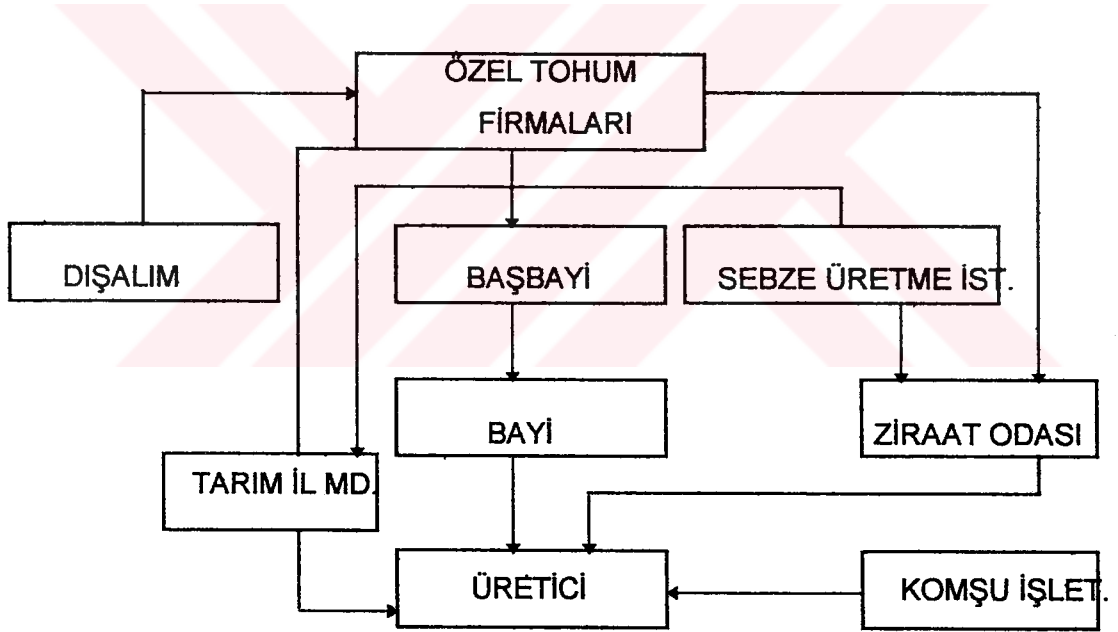 ÖZEL TOHUM
FİRMALARI
DIŞALIM
BAŞBAYİ
SEBZE ÜRETME İST.
BAYİ
ZİRAAT ODASI
TARIM İL MD.
ÜRETİCİ
KOMŞU İŞLET.